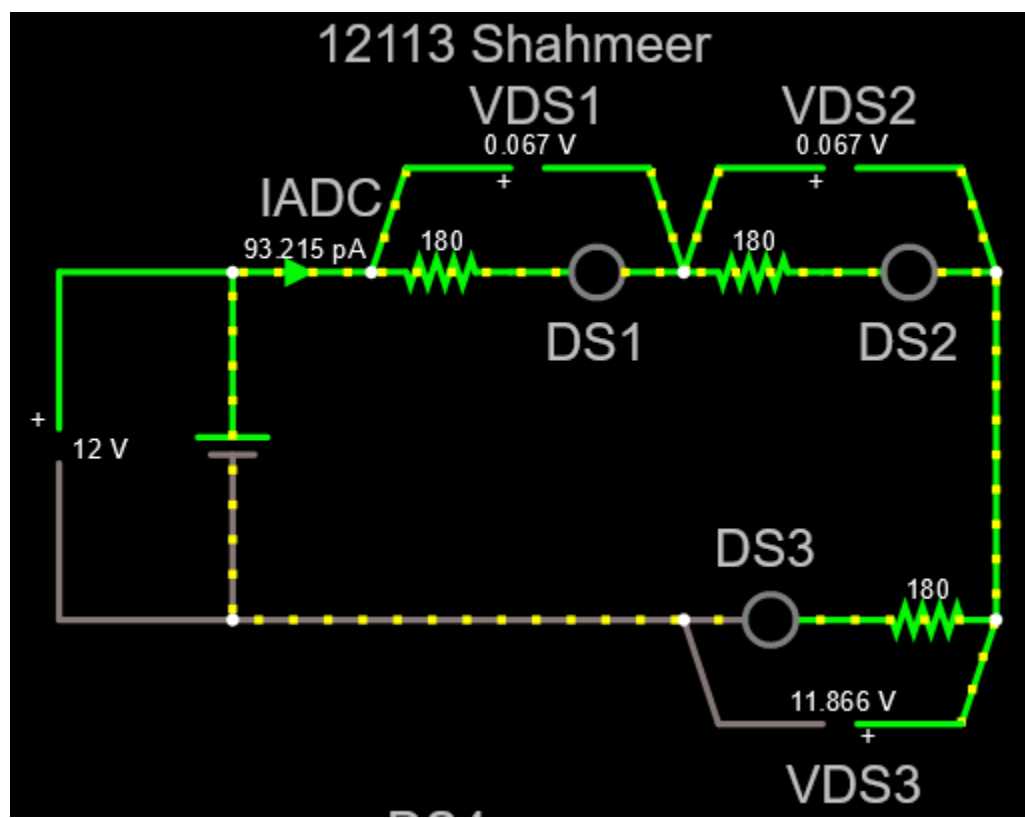 12113 Shahmeer
VDS1 VDS2
0.067 V 0.067 V
+ +
IADC
93.215 pA 180 180
DS1 DS2
+
12 V
DS3
180
11.866 V
+
VDS3